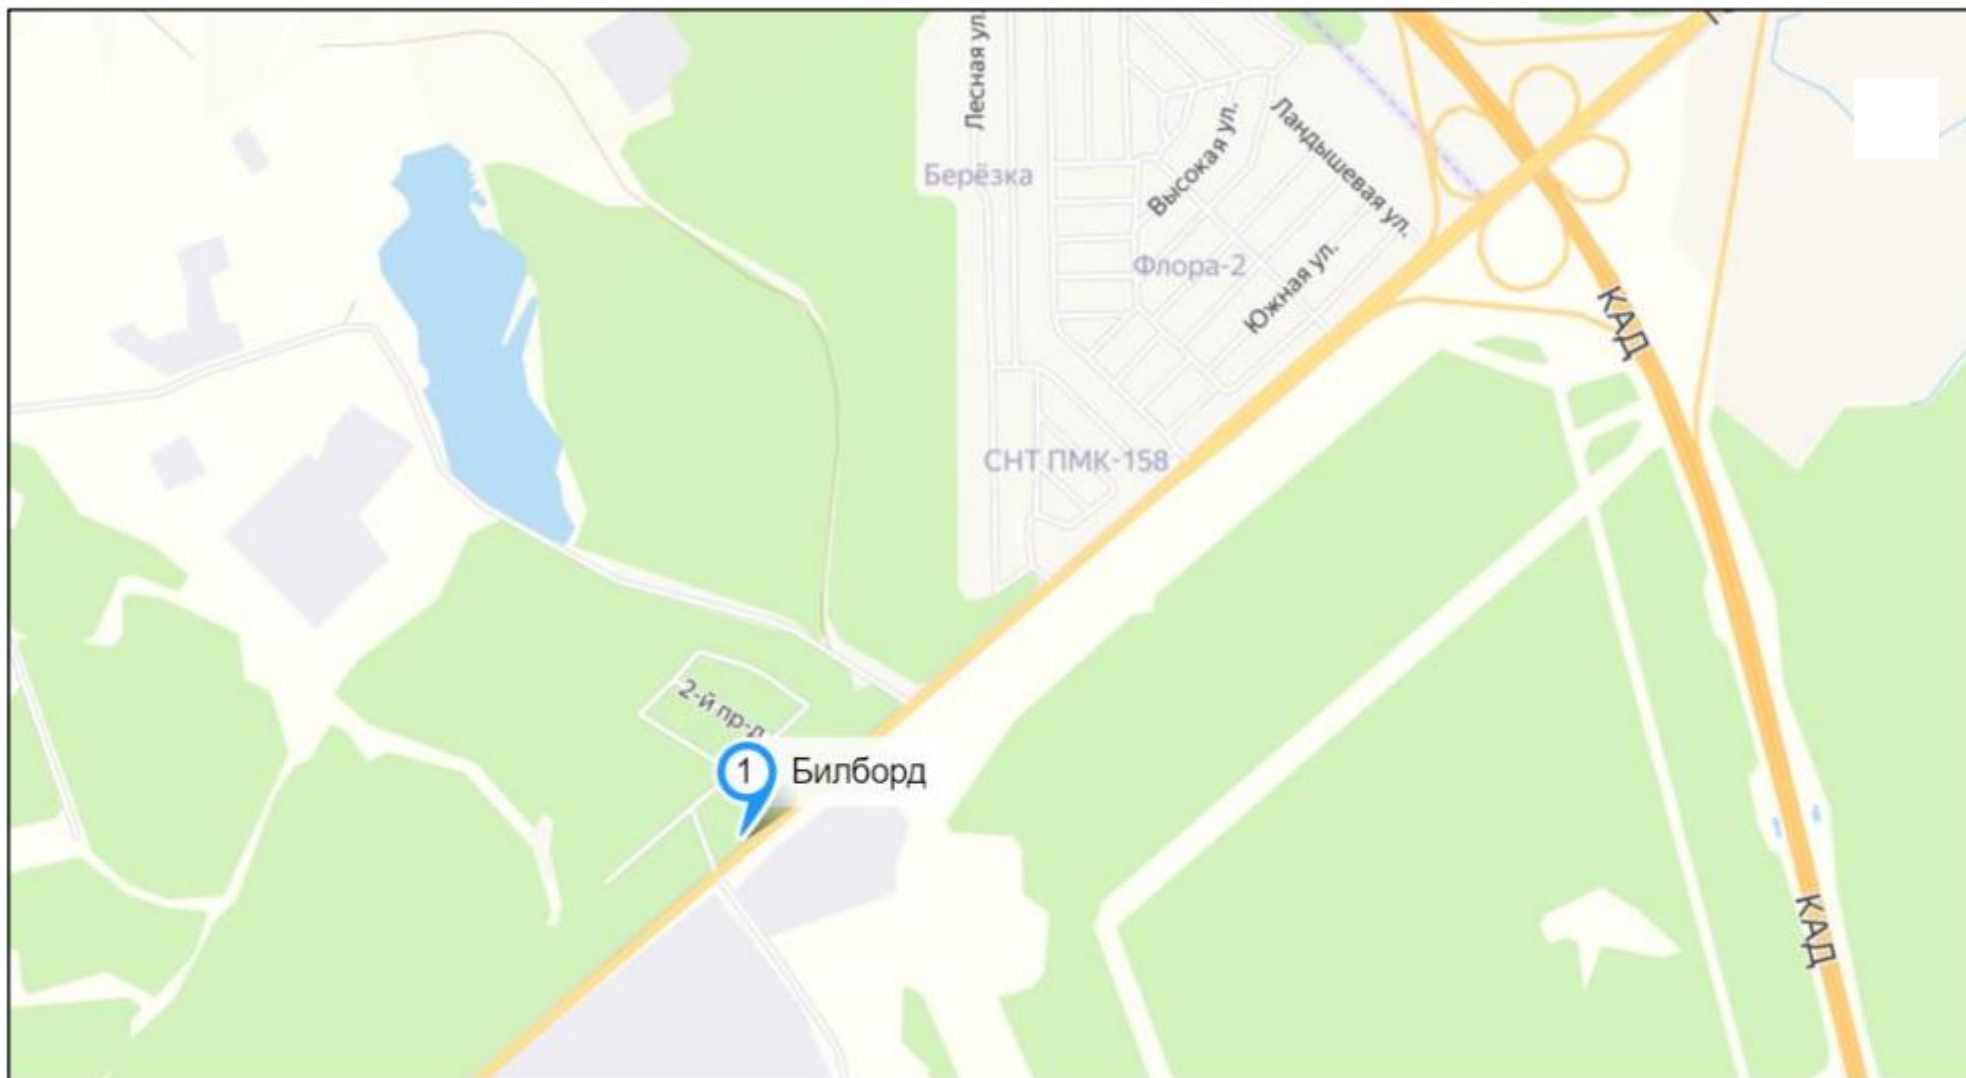 Лесная ул.
Высокая ул.
Ландышевая ул.
Берёзка
Флора-2
Южная ул.
КАД
СНТ ПМК-158
2-й пр-д
1 Билборд
КАД